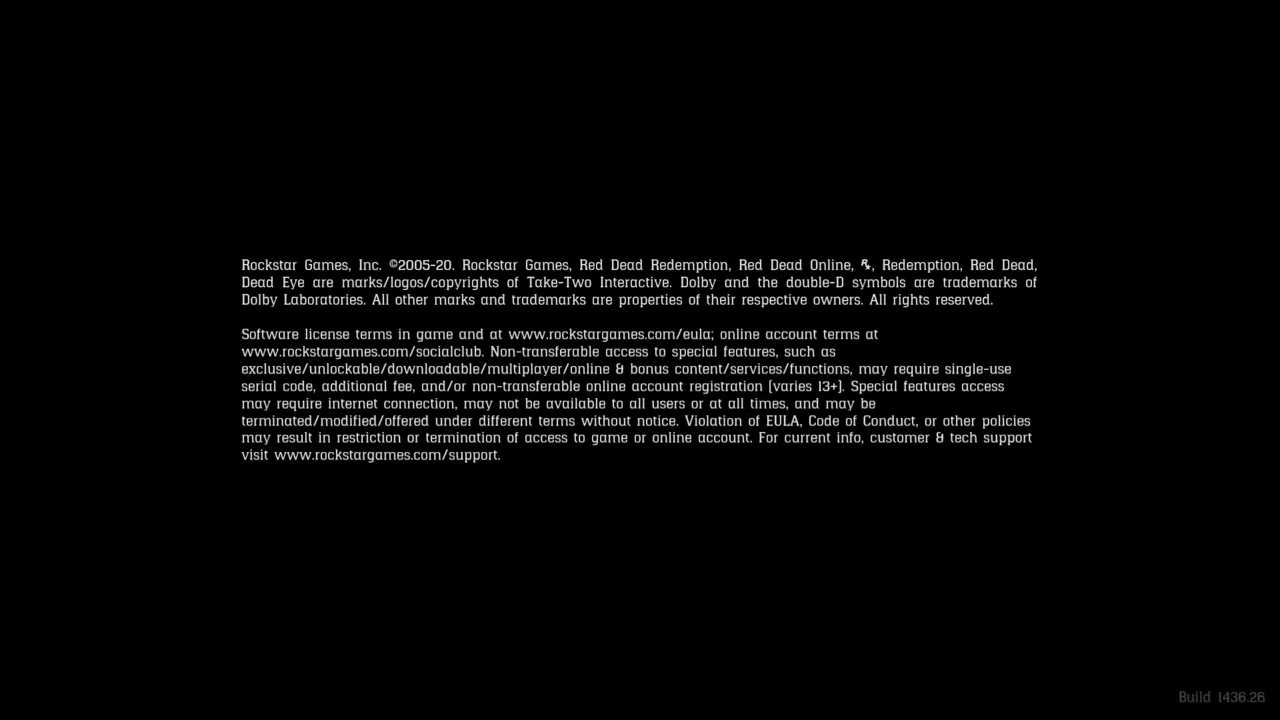 Rockstar Games, Inc. ©2005-20. Rockstar Games, Red Dead Redemption, Red Dead Online, , Redemption, Red Dead,
Dead Eye are marks/logos/copyrights of Take-Two Interactive. Dolby and the double-D symbols are trademarks of
Dolby Laboratories. All other marks and trademarks are properties of their respective owners. All rights reserved.
Software license terms in game and at www.rockstargames.com/eula; online account terms at
www.rockstargames.com/socialclub. Non-transferable access to special features, such as
exclusive/unlockable/downloadable/multiplayer/online & bonus content/services/functions, may require single-use
serial code, additional fee, and/or non-transferable online account registration (varies 13+). Special features access
may require internet connection, may not be available to all users or at all times, and may be
terminated/modified/offered under different terms without notice. Violation of EULA, Code of Conduct, or other policies
may result in restriction or termination of access to game or online account. For current info, customer & tech support
visit www.rockstargames.com/support.
Build 1436.26